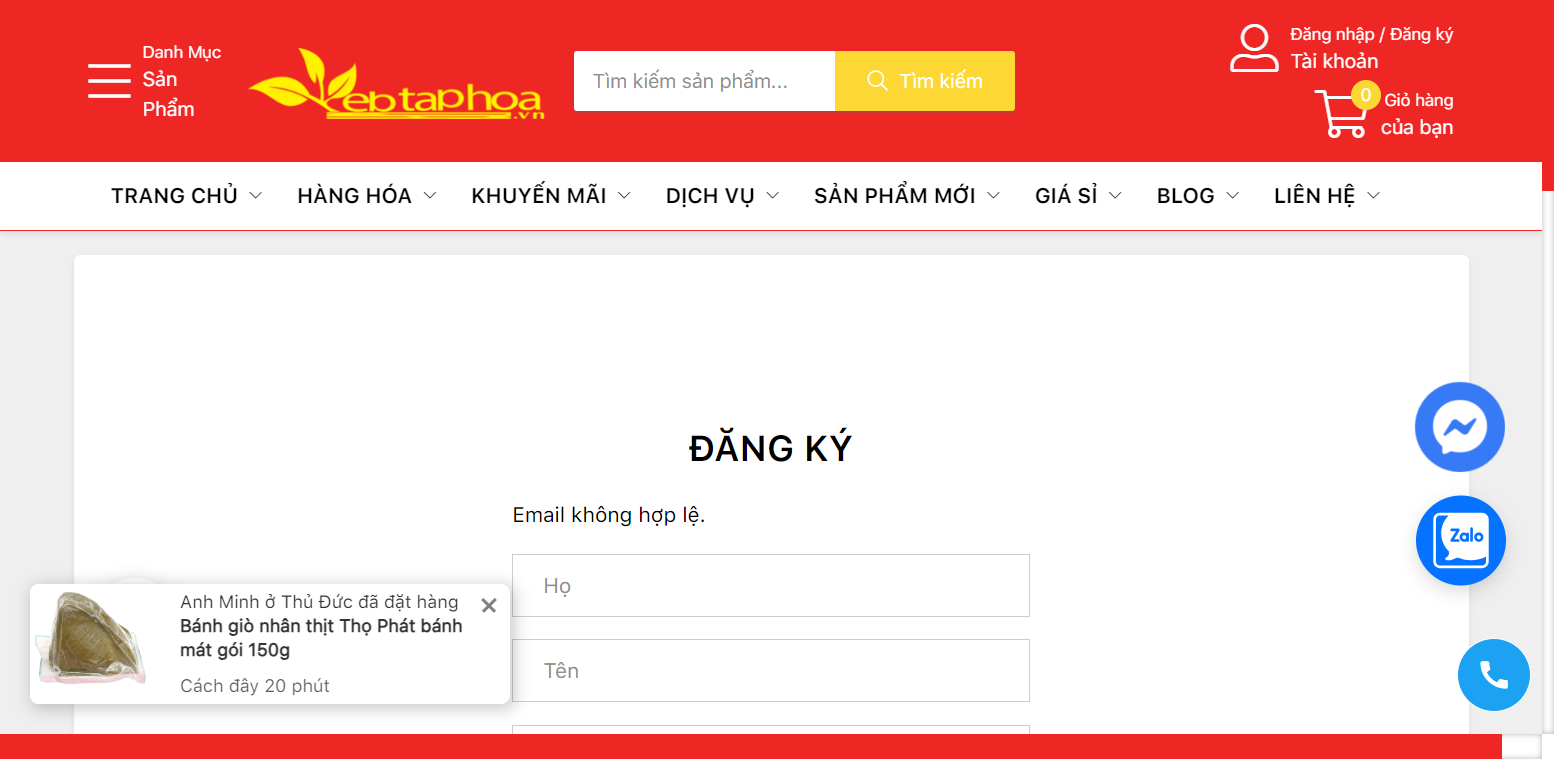 Danh Mục
Sản
Phẩm
ebtaphoa
.vn
Tìm kiếm sản phẩm...
Tìm kiếm
Đăng nhập / Đăng ký
Tài khoản
0
Giỏ hàng
của bạn
TRANG CHỦ
HÀNG HÓA
KHUYẾN MÃI
DỊCH VỤ
SẢN PHẨM MỚI
GIÁ SỈ
BLOG
LIÊN HỆ
ĐĂNG KÝ
Email không hợp lệ.
Họ
Tên
Zalo
Anh Minh ở Thủ Đức đã đặt hàng
Bánh giò nhân thịt Thọ Phát bánh
mát gói 150g
Cách đây 20 phút